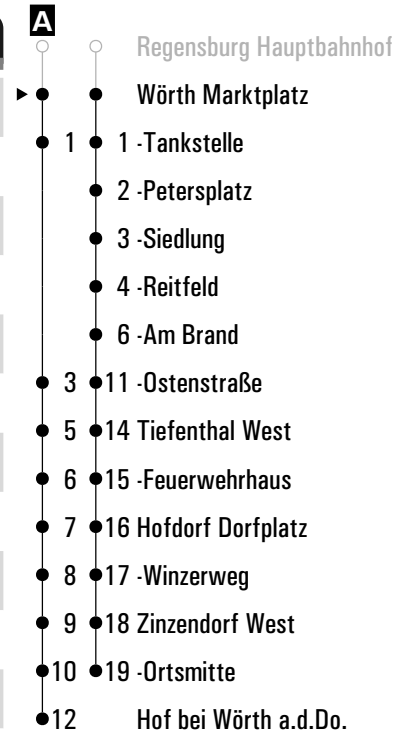 A
Regensburg Hauptbahnhof
Wörth Marktplatz
1 1 -Tankstelle
2 -Petersplatz
3 -Siedlung
4 -Reitfeld
6 -Am Brand
3 11 -Ostenstraße
5 14 Tiefenthal West
6 15 -Feuerwehrhaus
7 16 Hofdorf Dorfplatz
8 17 -Winzerweg
9 18 Zinzendorf West
10 19 -Ortsmitte
12 Hof bei Wörth a.d.Do.